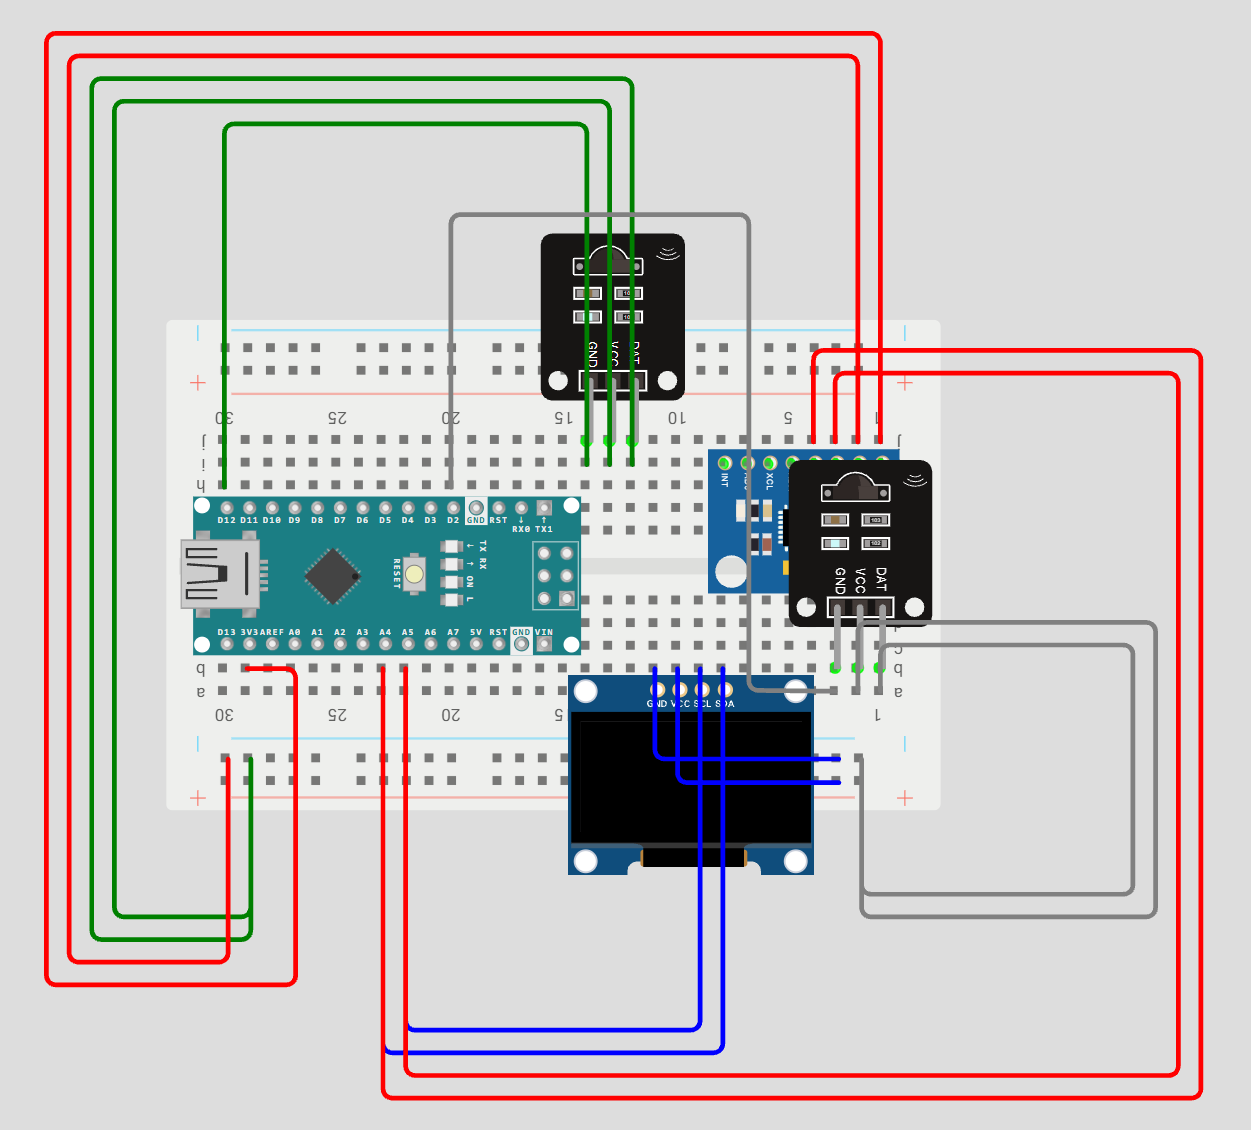 GND VCC DAT
30 25 20 15 10 5 1
j j
i
h
INT XCL
D12 D11 D10 D9 D8 D7 D6 D5 D4 D3 D2 GND RST ↓ ↑
RX0 TX1
RESET
TX RX ON L
← →
103
102
GND VCC DAT
D13 3V3 AREF A0 A1 A2 A3 A4 A5 A6 A7 5V RST GND VIN
c
b b
a a
30 25 20 5 1
GND VCC SCL SDA